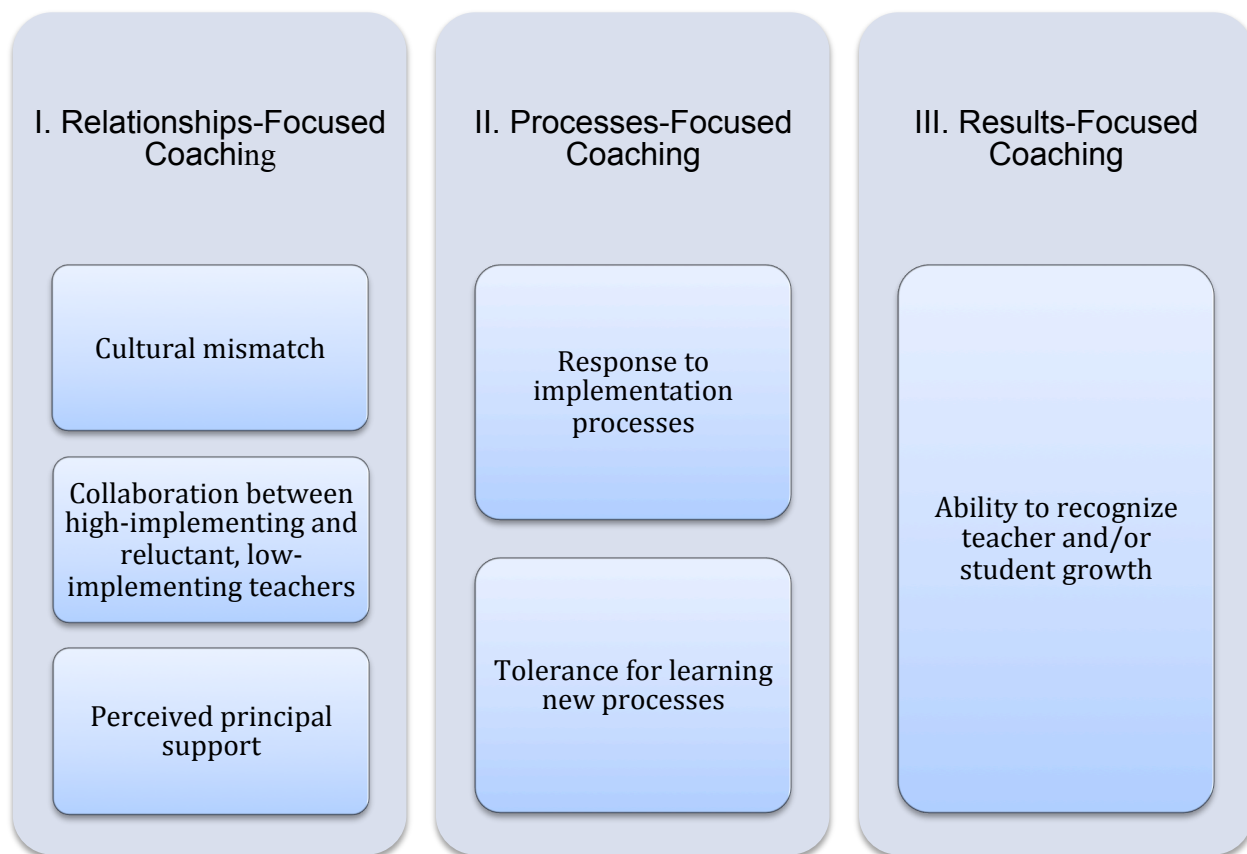 I. Relationships-Focused
Coaching
Cultural mismatch
Collaboration between
high-implementing and
reluctant, low-
implementing teachers
Perceived principal
support
II. Processes-Focused
Coaching
Response to
implementation
processes
Tolerance for learning
new processes
III. Results-Focused
Coaching
Ability to recognize
teacher and/or
student growth